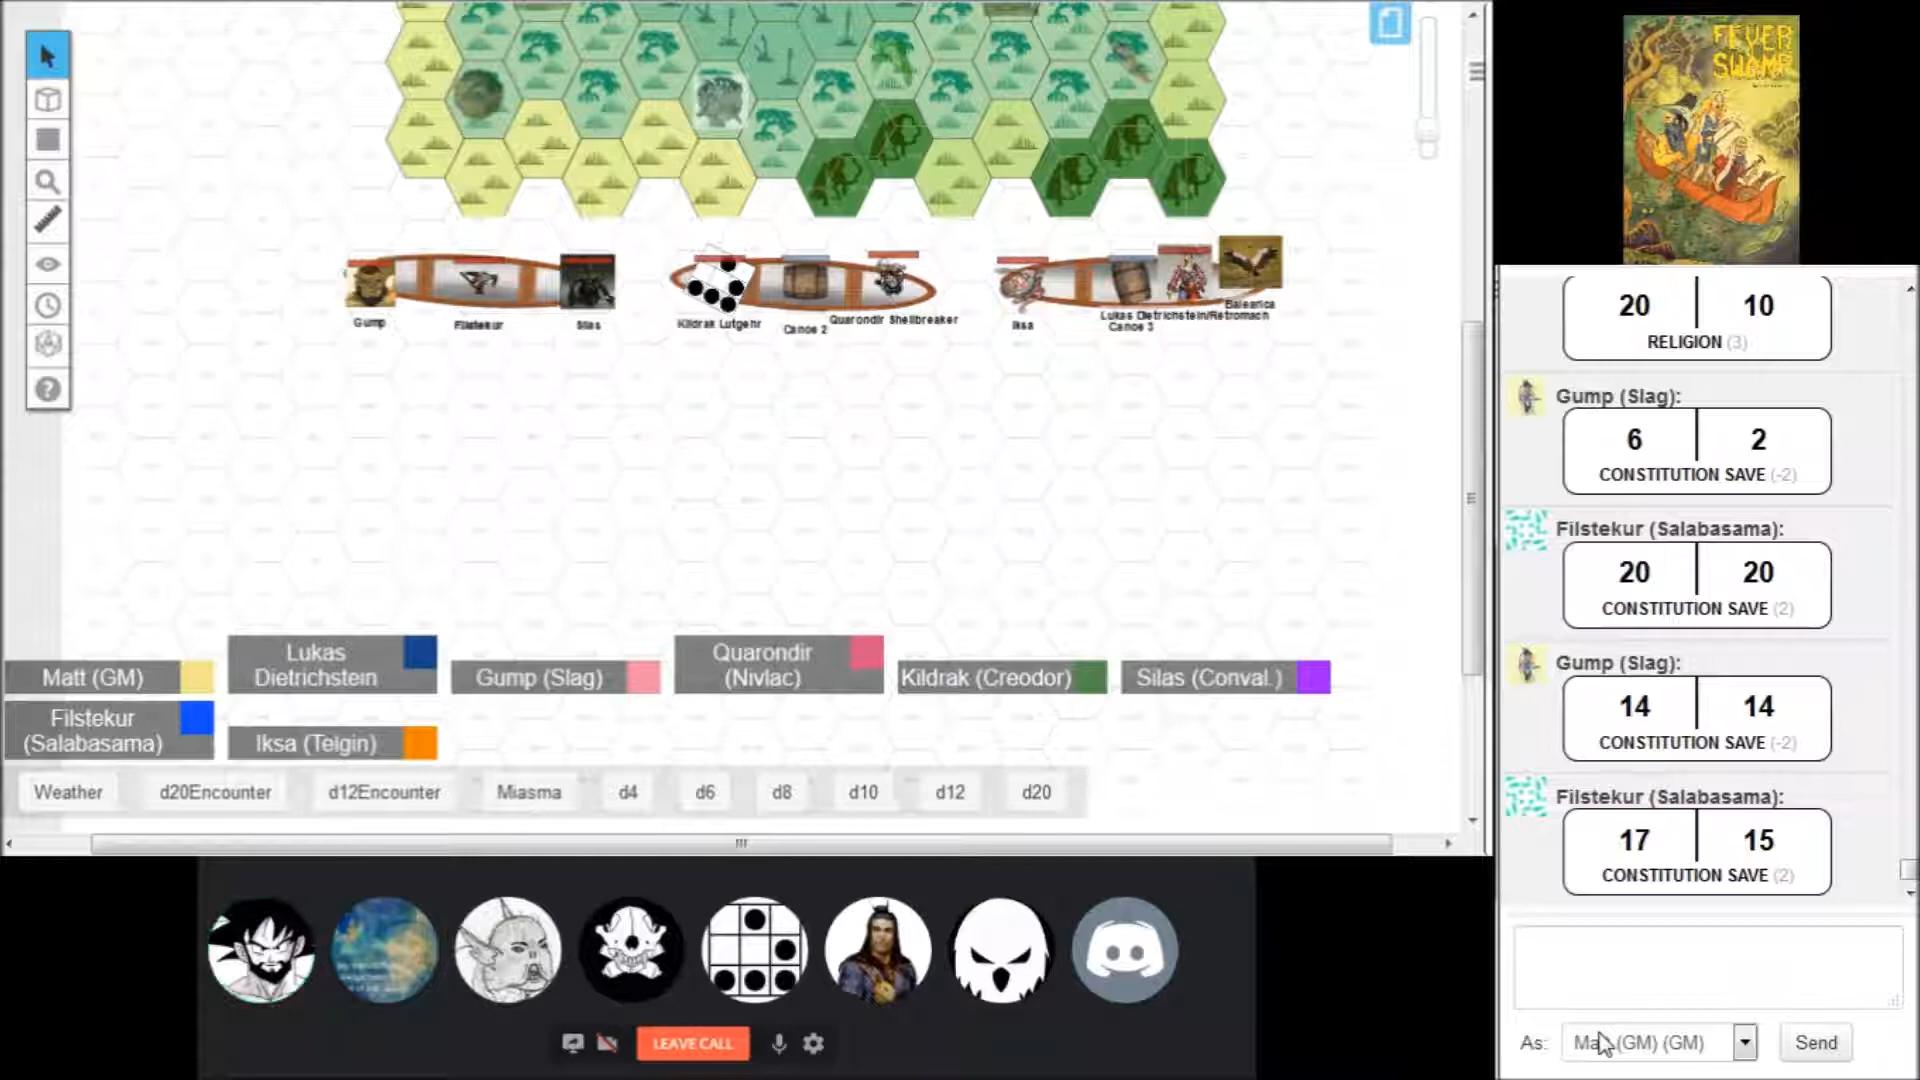 FEVER
SWAMP
20 10
RELIGION (3)
Gump (Slag):
6 2
CONSTITUTION SAVE (-2)
Filstekur (Salabasama):
20 20
CONSTITUTION SAVE (2)
Gump (Slag):
14 14
CONSTITUTION SAVE (-2)
Filstekur (Salabasama):
17 15
CONSTITUTION SAVE (2)
As:
(GM) (GM)
Send
Gump
Filstekur
Silas
Kildrak Lutgehr
Canoe 2
Quarondir Shellbreaker
Iksa
Balearica
Lukas Dietrichstein/Retromach
Canoe 3
Matt (GM)
Lukas
Dietrichstein
Gump (Slag)
Quarondir
(Nivlac)
Kildrak (Creodor)
Silas (Conval.)
Filstekur
(Salabasama)
Iksa (Telgin)
Weather
d20Encounter
d12Encounter
Miasma
d4
d6
d8
d10
d12
d20
LEAVE CALL